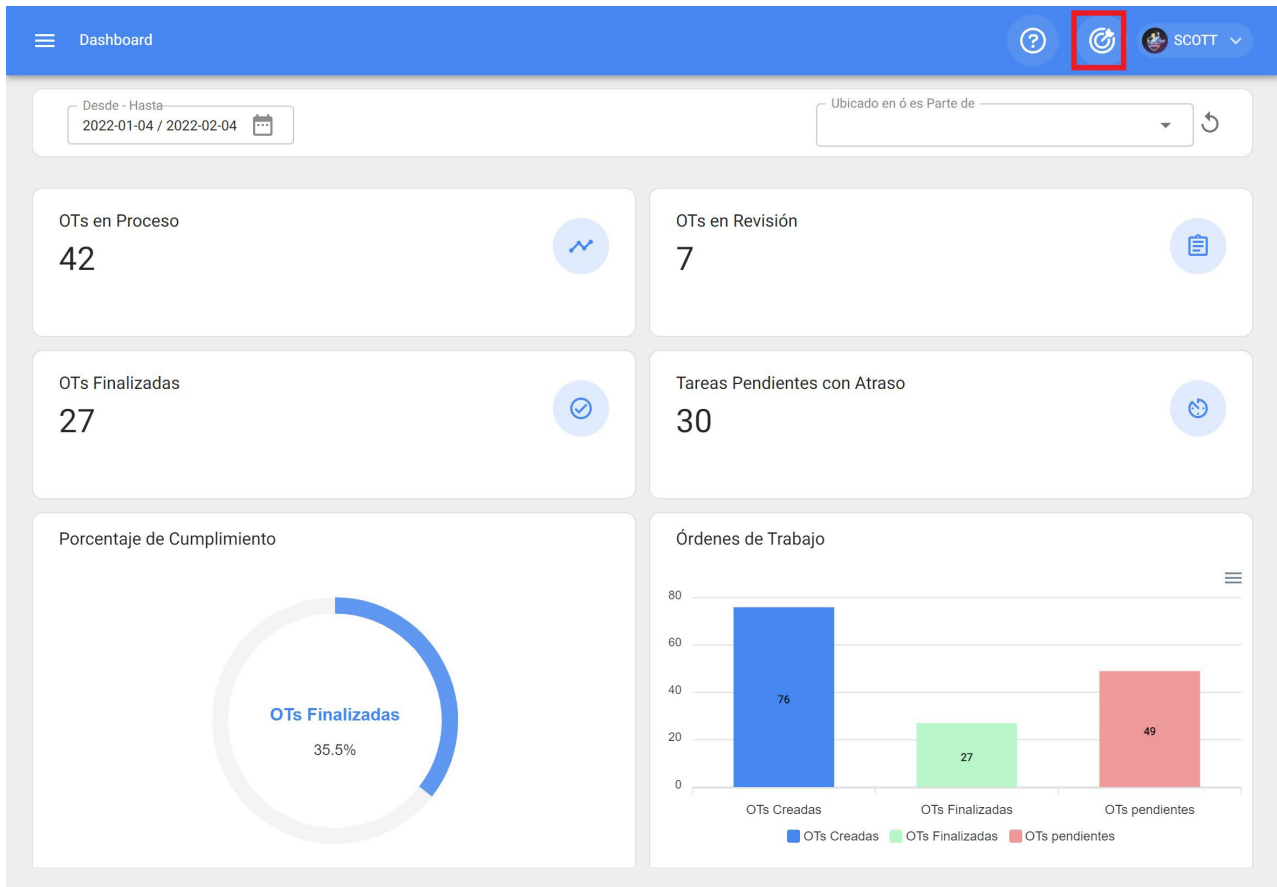 Dashboard
SCOTT
Desde - Hasta
2022-01-04 / 2022-02-04
Ubicado en ó es Parte de
OTs en Proceso
42
OTs en Revisión
7
OTs Finalizadas
27
Tareas Pendientes con Atraso
30
Porcentaje de Cumplimiento
OTs Finalizadas
35.5%
Órdenes de Trabajo
80
60
40
20
0
76
27
49
OTs Creadas
OTs Finalizadas
OTs pendientes
OTs Creadas OTs Finalizadas OTs pendientes